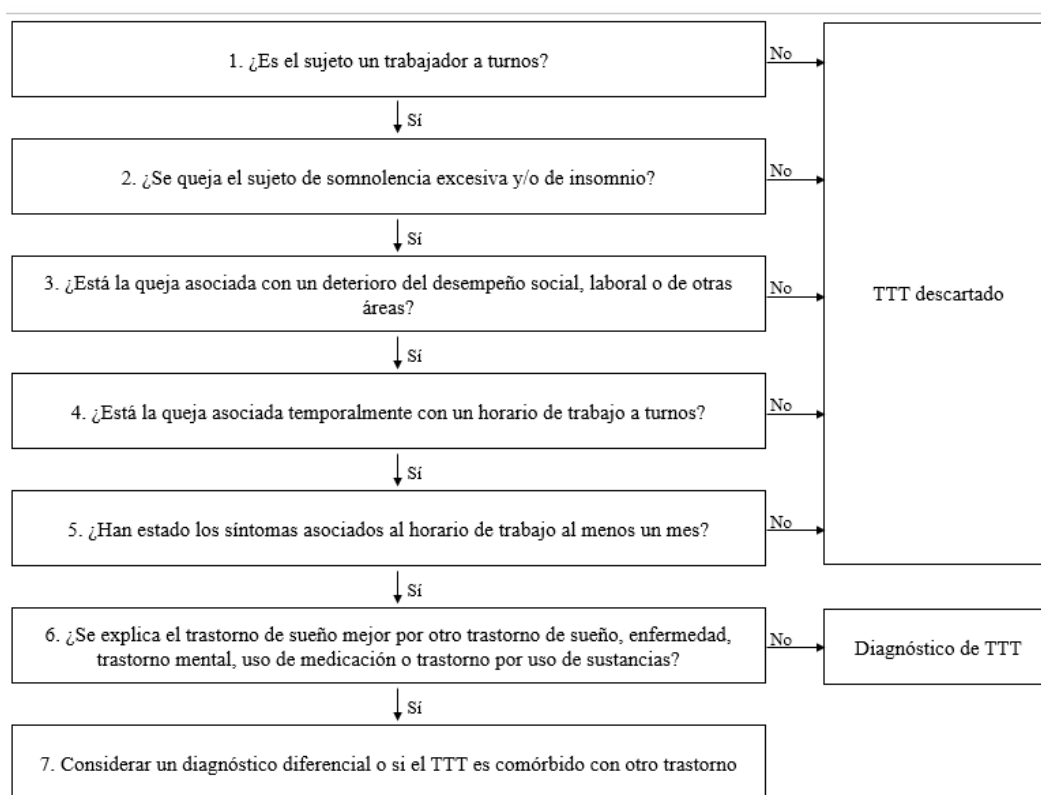 1. ¿Es el sujeto un trabajador a turnos?
No
Sí
2. ¿Se queja el sujeto de somnolencia excesiva y/o de insomnio?
No
Sí
3. ¿Está la queja asociada con un deterioro del desempeño social, laboral o de otras
áreas?
No
TTT descartado
Sí
4. ¿Está la queja asociada temporalmente con un horario de trabajo a turnos?
No
Sí
5. ¿Han estado los síntomas asociados al horario de trabajo al menos un mes?
No
Sí
6. ¿Se explica el trastorno de sueño mejor por otro trastorno de sueño, enfermedad,
trastorno mental, uso de medicación o trastorno por uso de sustancias?
No
Diagnóstico de TTT
Sí
7. Considerar un diagnóstico diferencial o si el TTT es comórbido con otro trastorno